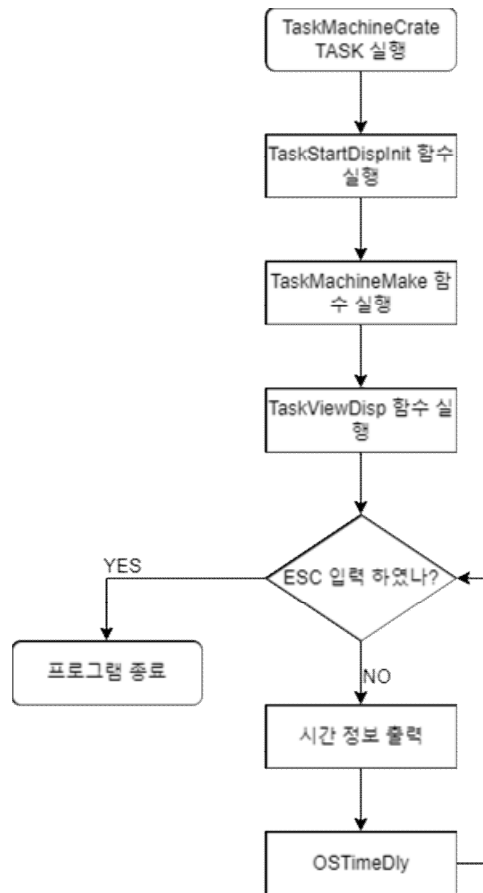 TaskMachineCrate
TASK 실행
TaskStartDispInit 함수
실행
TaskMachineMake 함
수 실행
TaskViewDisp 함수 실
행
ESC 입력 하였나?
YES
프로그램 종료
NO
시간 정보 출력
OSTimeDly